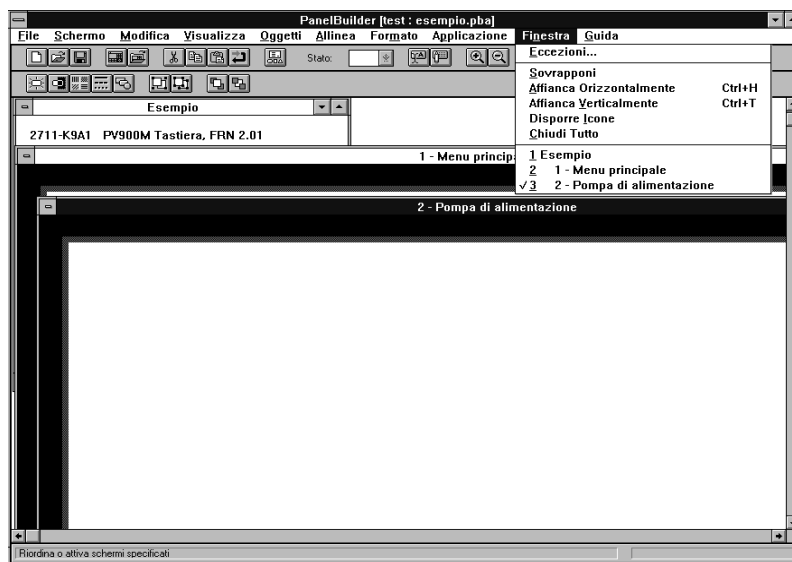 PanelBuilder [test : esempio.pba]
File Schermo Modifica Visualizza Oggetti Allinea Formato Applicazione Finestra Guida
Stato:
Eccezioni...
Sovrapponi
Affianca Orizzontalmente Ctrl+H
Affianca Verticalmente Ctrl+T
Disporre Icone
Chiudi Tutto
1 Esempio
2 1 - Menu principale
√3 2 - Pompa di alimentazione
Esempio
2711-K9A1 PV900M Tastiera, FRN 2.01
1 - Menu principa
2 - Pompa di alimentazione
Riordina o attiva schermi specificati